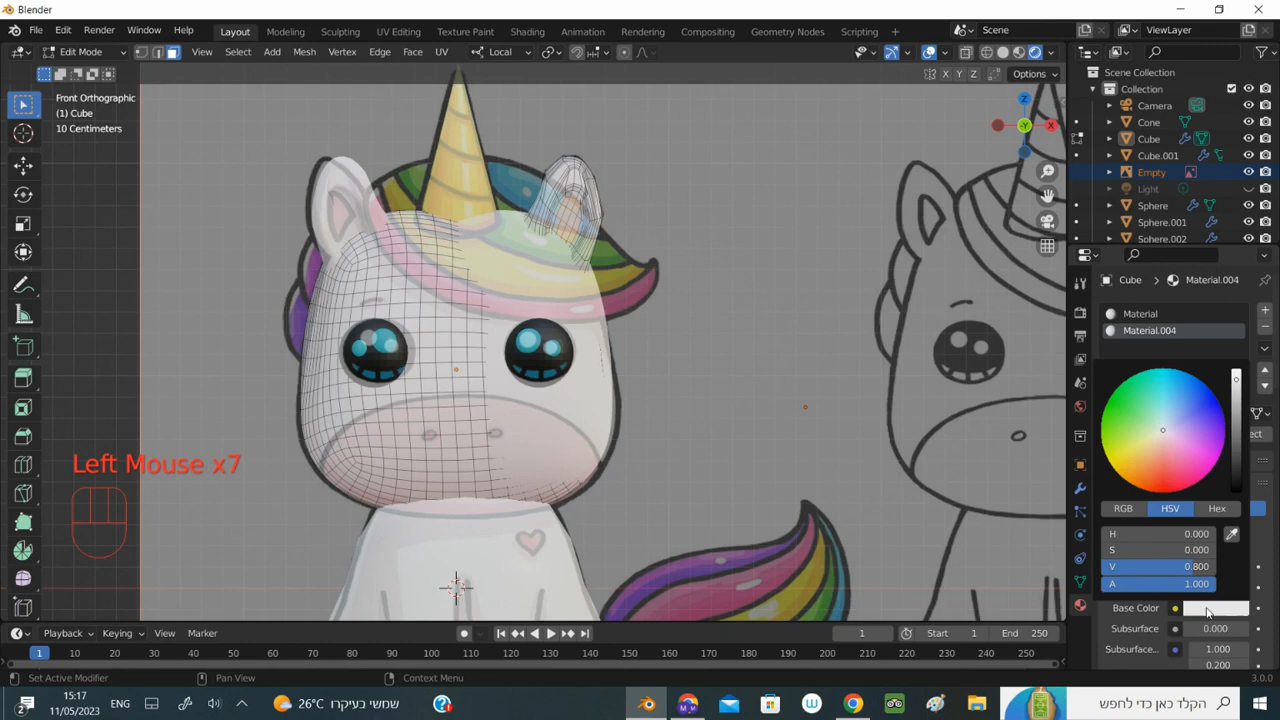 Blender
File Edit Render Window Help Layout Modeling Sculpting UV Editing Texture Paint Shading Animation Rendering Compositing Geometry Nodes Scripting Scene ViewLayer
Edit Mode View Select Add Mesh Vertex Edge Face UV Local
X Y Z Options
Scene Collection
Collection
Camera
Cone
Cube
Cube.001
Empty
Light
Sphere
Sphere.001
Sphere.002
Front Orthographic
(1) Cube
10 Centimeters
Z
-Y X
Cube Material.004
Material
Material.004
Left Mouse x7
RGB HSV Hex
H 0.000
S 0.000
V 0.800
A 1.000
Base Color
Subsurface 0.000
Subsurface... 1.000
0.200
Playback Keying View Marker 1 Start 1 End 250
1 10 20 30 40 50 60 70 80 90 100 110 120 130 140 150 160 170 180 190 200 210 220 230 240 250
Set Active Modifier Pan View Context Menu 3.0.0
15:17
11/05/2023
2
ENG
26°C שמשי בעיקרו
הקלד כאן כדי לחפש